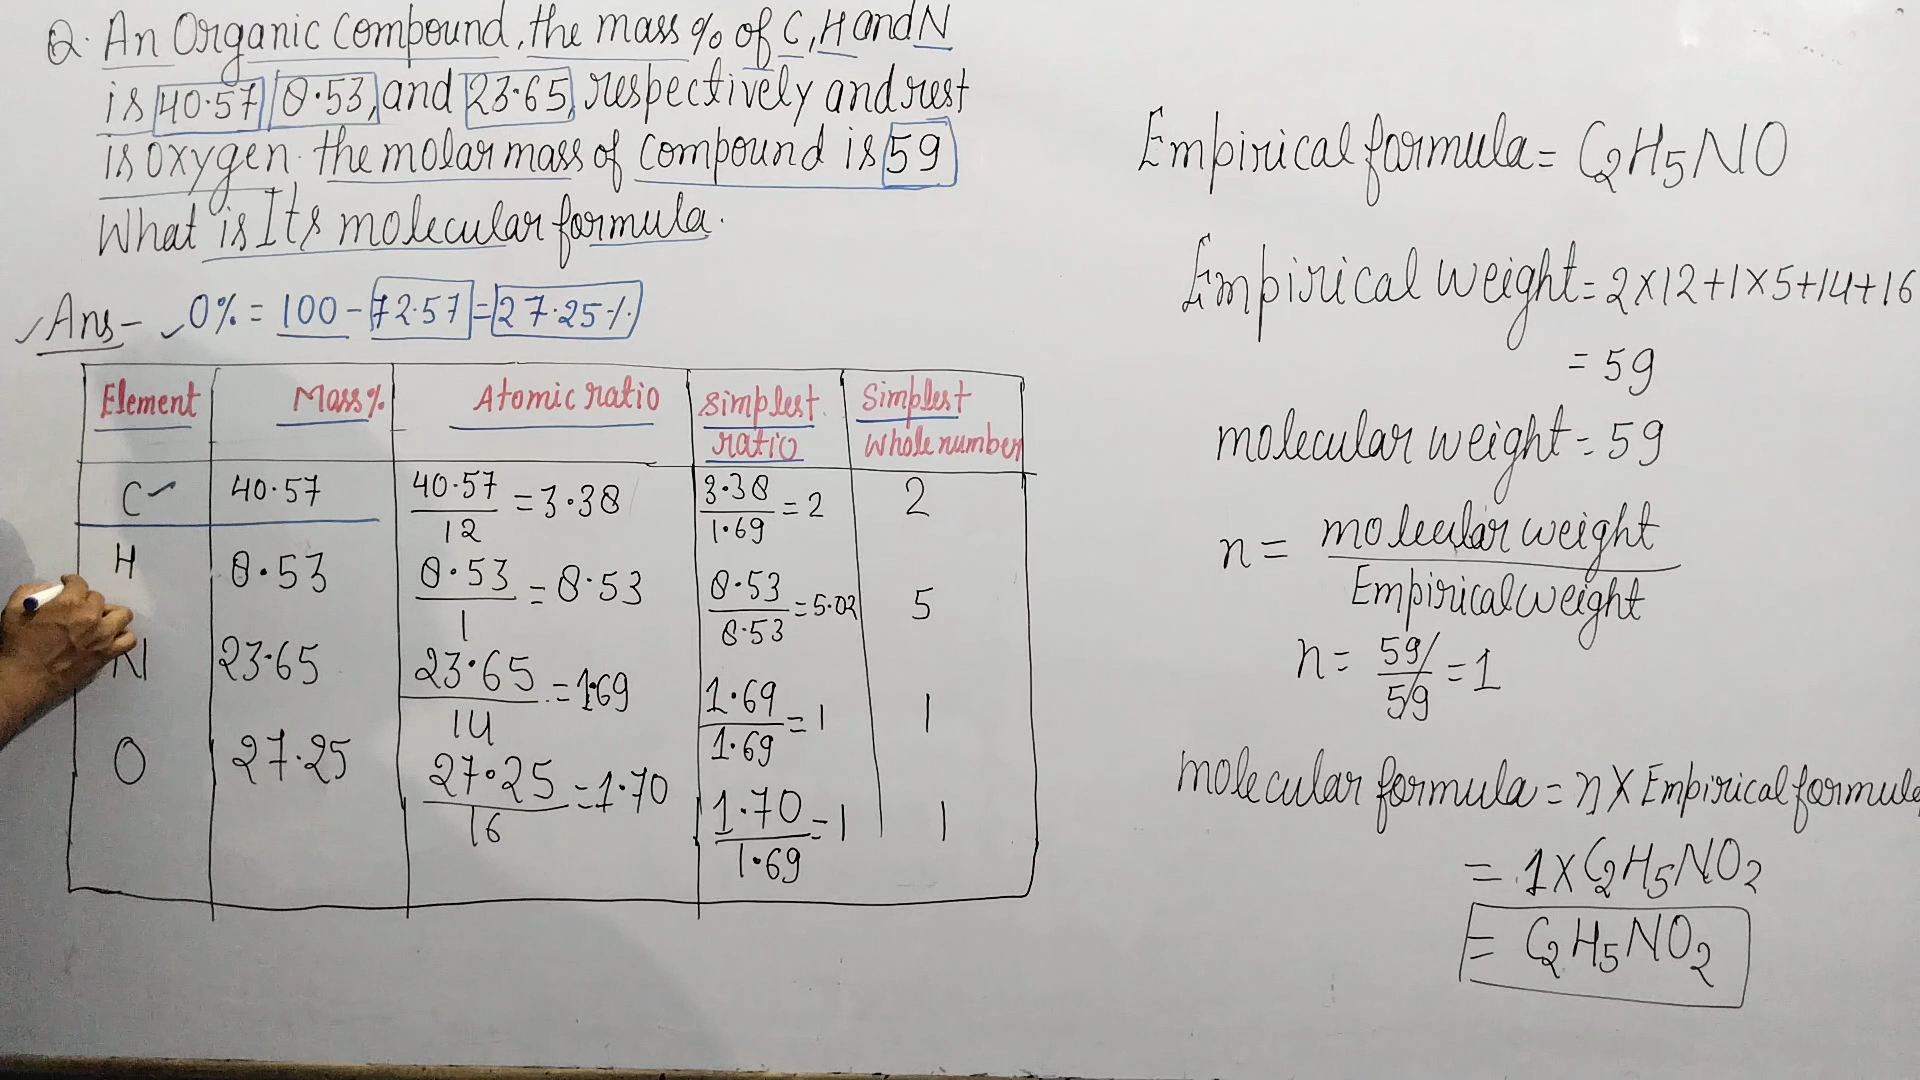 Q. An Organic Compound, the mass % of C, H and N
is 40.57, 8.53, and 23.65, respectively and rest
is oxygen. the molar mass of compound is 59
What is Its molecular formula.
Ans- O% = 100 - 72.57 = 27.25%
Element Mass% Atomic ratio Simplest ratio Simplest Whole number
C 40.57 40.57/12 = 3.38 3.38/1.69 = 2 2
H 8.53 8.53/1 = 8.53 8.53/8.53 = 5.02 5
N 23.65 23.65/14 = 1.69 1.69/1.69 = 1 1
O 27.25 27.25/16 = 1.70 1.70/1.69 = 1 1
Empirical formula = C2H5NO
Empirical weight = 2×12+1×5+14+16
= 59
molecular weight = 59
n = molecular weight / Empirical weight
n = 59/59 = 1
molecular formula = n × Empirical formula
= 1×C2H5NO2
= C2H5NO2